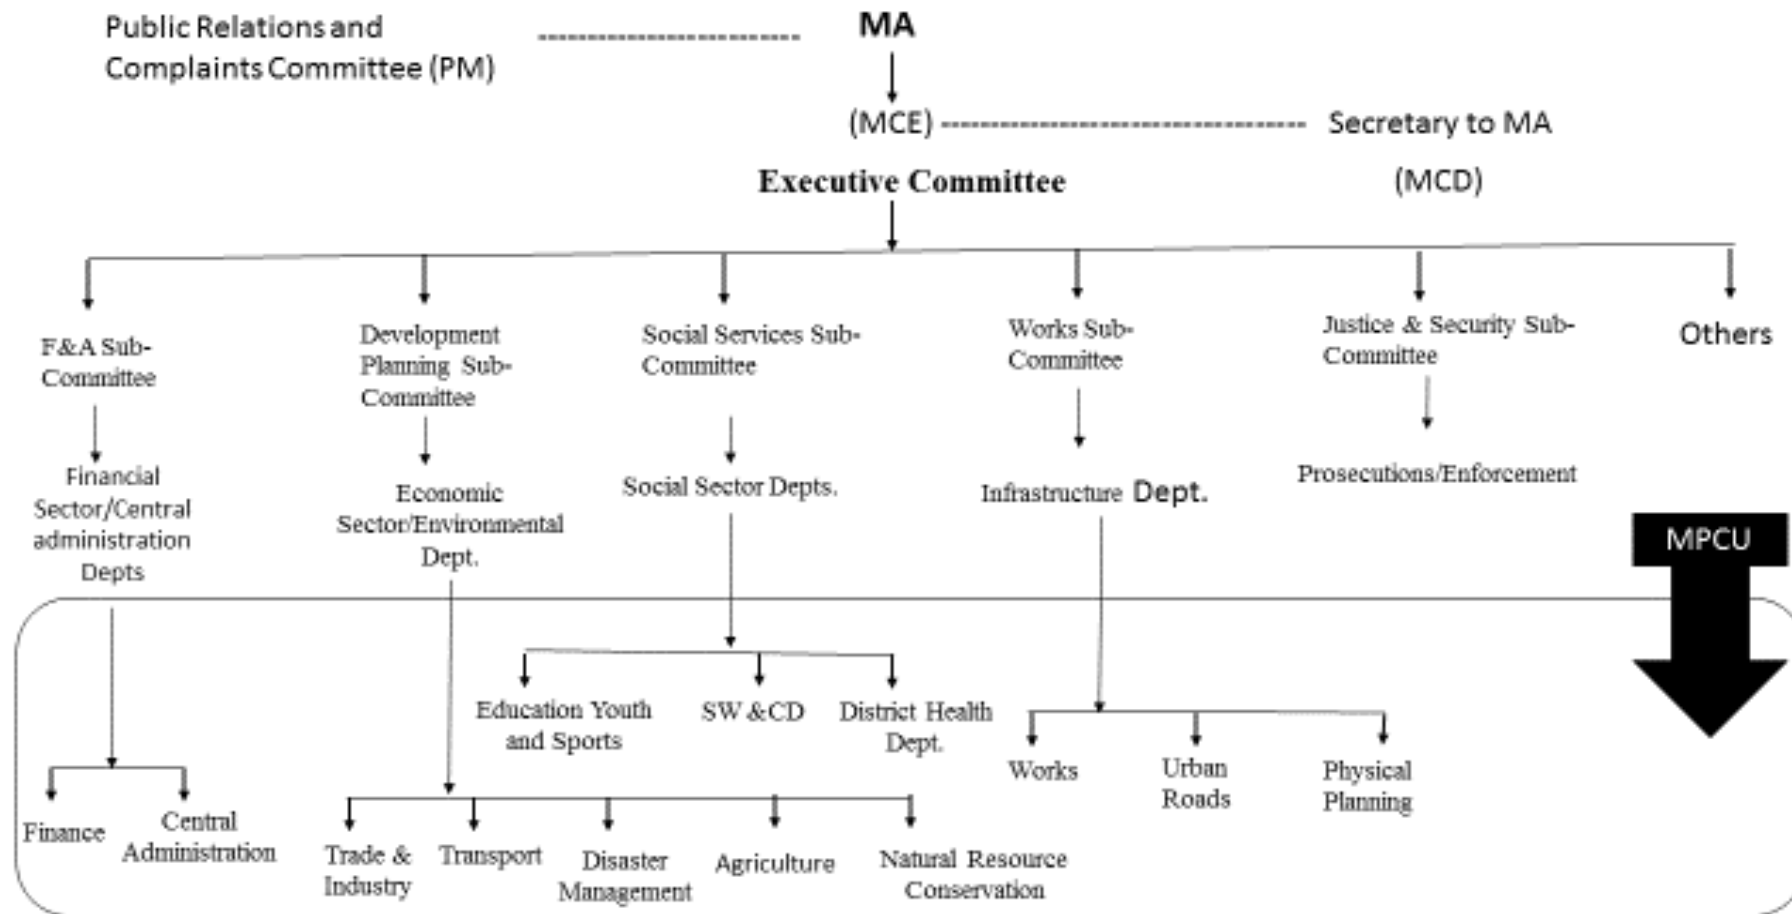 Public Relations and
Complaints Committee (PM)
MA
(MCE)
Secretary to MA
(MCD)
Executive Committee
F&A Sub-
Committee
Development
Planning Sub-
Committee
Social Services Sub-
Committee
Works Sub-
Committee
Justice & Security Sub-
Committee
Others
Financial
Sector/Central
administration
Depts
Economic
Sector/Environmental
Dept.
Social Sector Depts.
Infrastructure Dept.
Prosecutions/Enforcement
MPCU
Education Youth
and Sports
SW &CD
District Health
Dept.
Works
Urban
Roads
Physical
Planning
Finance
Central
Administration
Trade &
Industry
Transport
Disaster
Management
Agriculture
Natural Resource
Conservation